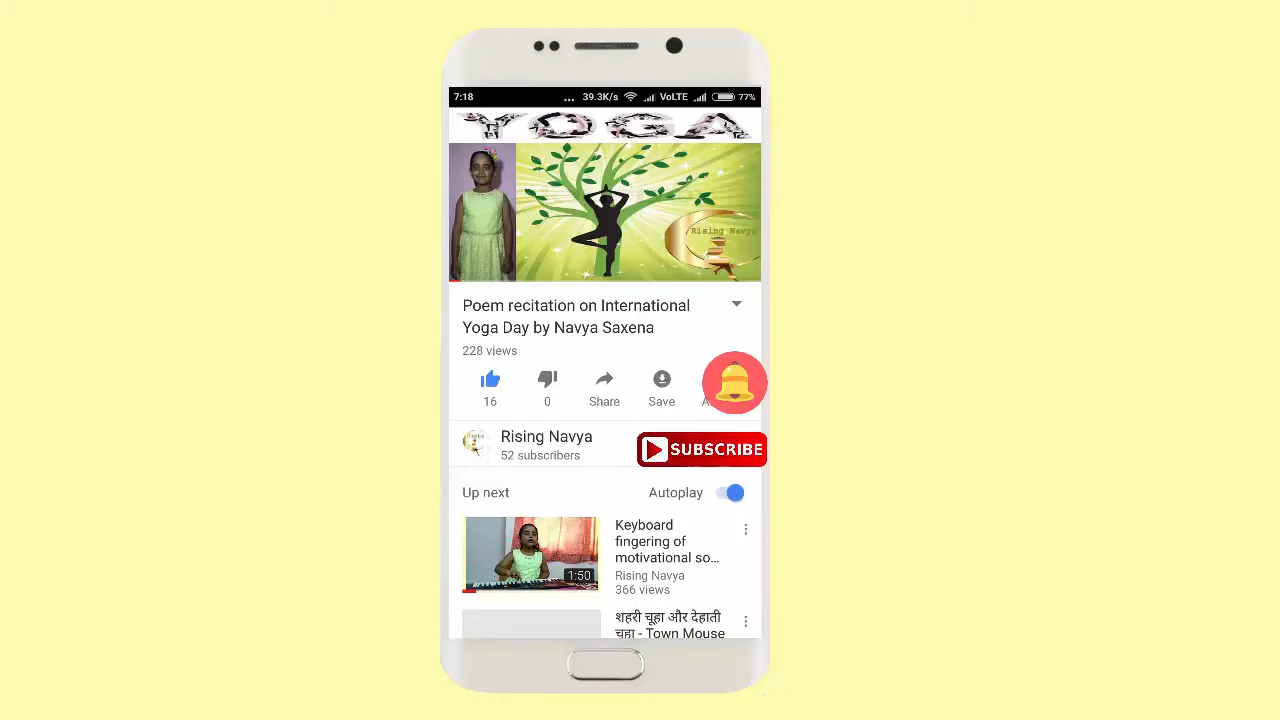 7:18 ... 39.3K/s VoLTE 77%
YOGA
Rising Navya
Poem recitation on International
Yoga Day by Navya Saxena
228 views
16 0 Share Save
Rising Navya
52 subscribers
SUBSCRIBE
Up next Autoplay
Keyboard
fingering of
motivational so...
Rising Navya
366 views
1:50
शहरी चूहा और देहाती
चूहा - Town Mouse